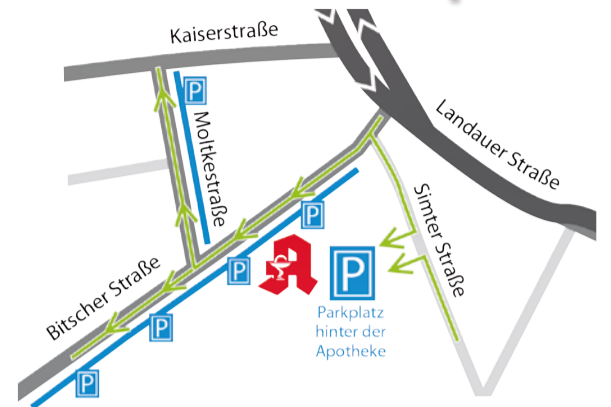 Kaiserstraße
P
Moltkestraße
Landauer Straße
Simter Straße
P
P
P
Parkplatz
hinter der
Apotheke
Bitscher Straße
P
P